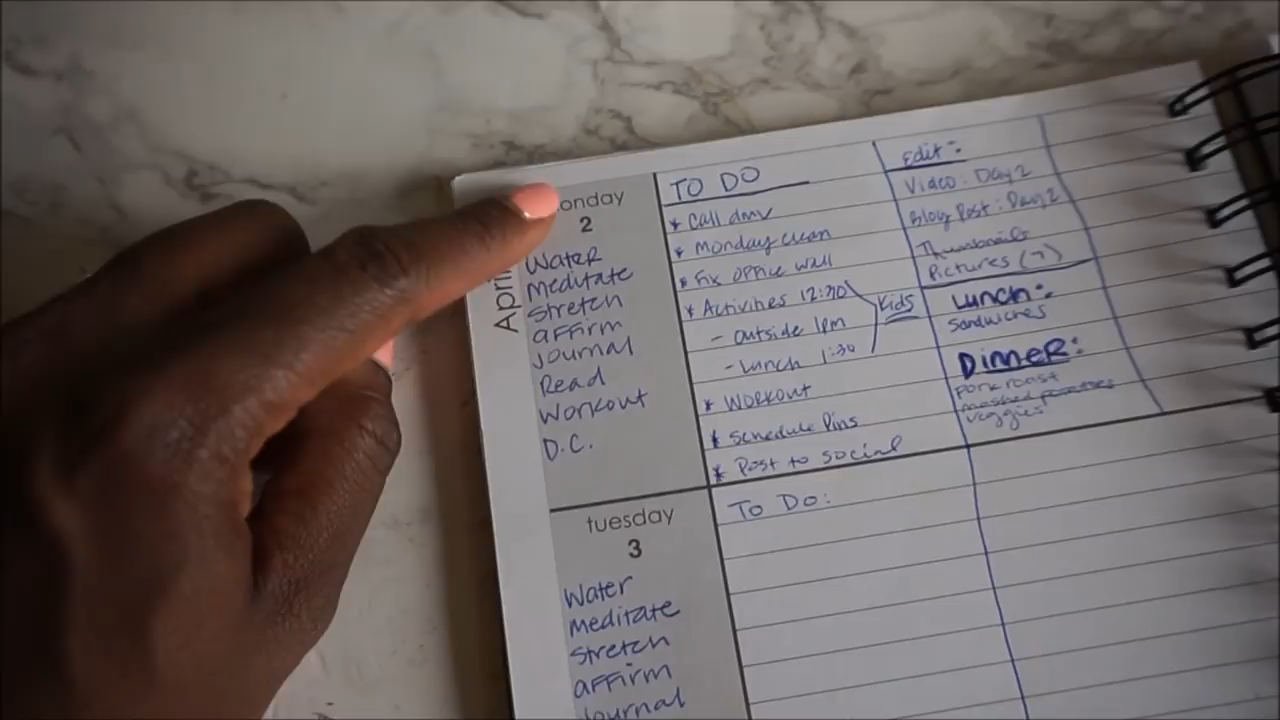 April
onday
2
Water
Meditate
Stretch
affirm
Journal
Read
Workout
D.C.
TO DO
* Call dmv
* Monday clean
* Fix office wall
* Activities 12:30
- outside 1pm
- Lunch 1:30
Kids
* Workout
* Schedule Pins
* Post to social
Edit:
Video: Day 2
Blog Post: Day 2
Thumbnails
Pictures (7)
Lunch:
Sandwiches
Dinner:
Pork roast
mashed potatoes
veggies
tuesday
3
Water
Meditate
Stretch
affirm
Journal
To Do: